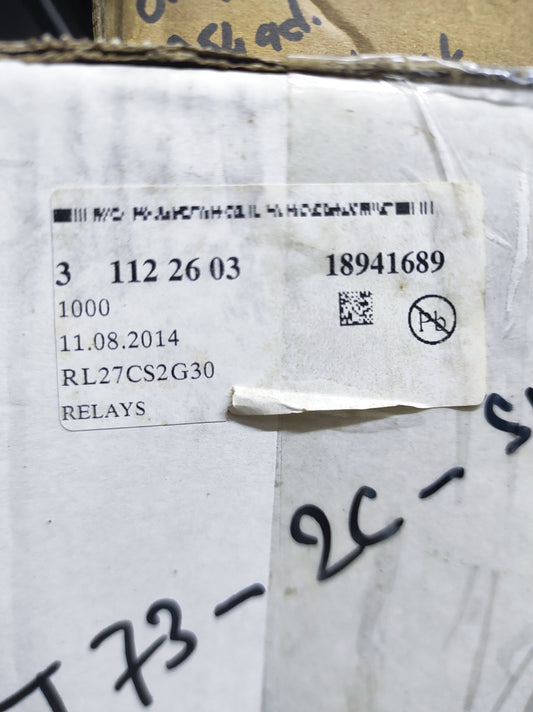 3 112 26 03 18941689
1000
Pb
11.08.2014
RL27CS2G30
RELAYS
73-2C-